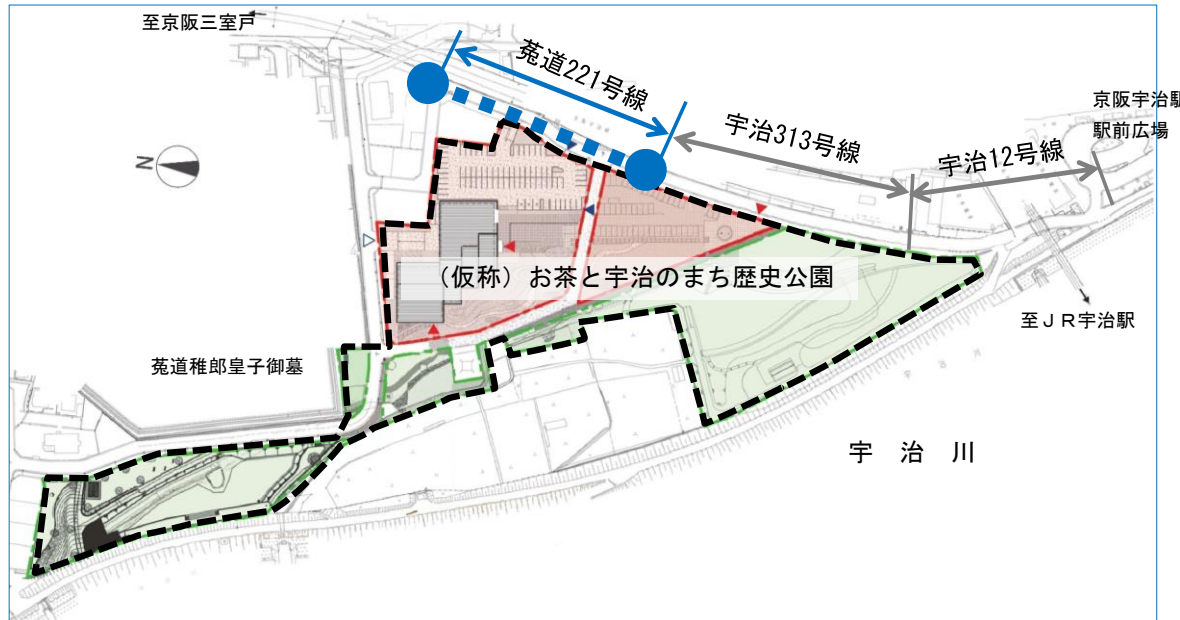 至京阪三室戸
菟道221号線
京阪宇治駅
駅前広場
宇治313号線
宇治12号線
N
（仮称）お茶と宇治のまち歴史公園
至ＪＲ宇治駅
菟道稚郎皇子御墓
宇治川